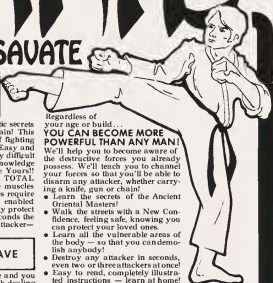 SAVATE
tic secrets
ain! This
f fighting
Easy and
y difficult
nowledge
e Yours!!
TOTAL
muscles
es require
enabled
y protect
conds the
ttacker—
AVE
e and you
Regardless of
your age or build...
YOU CAN BECOME MORE
POWERFUL THAN ANY MAN!
We'll help you to become aware of
the destructive forces you already
possess. We'll teach you to channel
your forces so that you'll be able to
disarm any attacker, whether carry-
ing a knife, gun or chain!
• Learn the secrets of the Ancient
Oriental Masters!
• Walk the streets with a New Con-
fidence, feeling safe, knowing you
can protect your loved ones.
• Learn all the vulnerable areas of
the body — so that you can demo-
lish anybody!
• Destroy any attacker in seconds,
even two or three attackers at once!
• Easy to read, completely illustra-
ted instructions — learn at home!